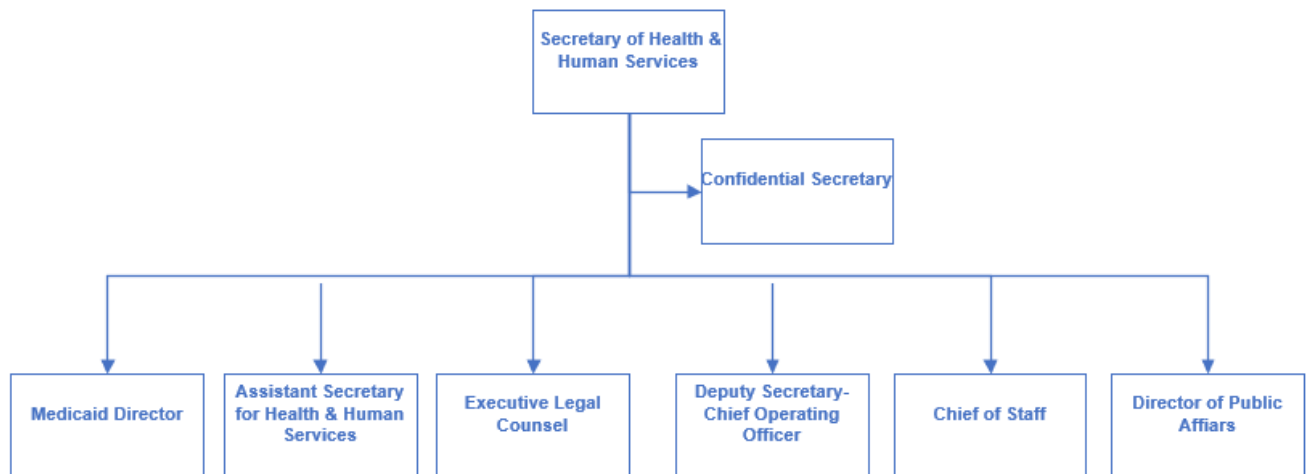 Secretary of Health &
Human Services
Confidential Secretary
Medicaid Director
Assistant Secretary
for Health & Human
Services
Executive Legal
Counsel
Deputy Secretary-
Chief Operating
Officer
Chief of Staff
Director of Public
Affiars